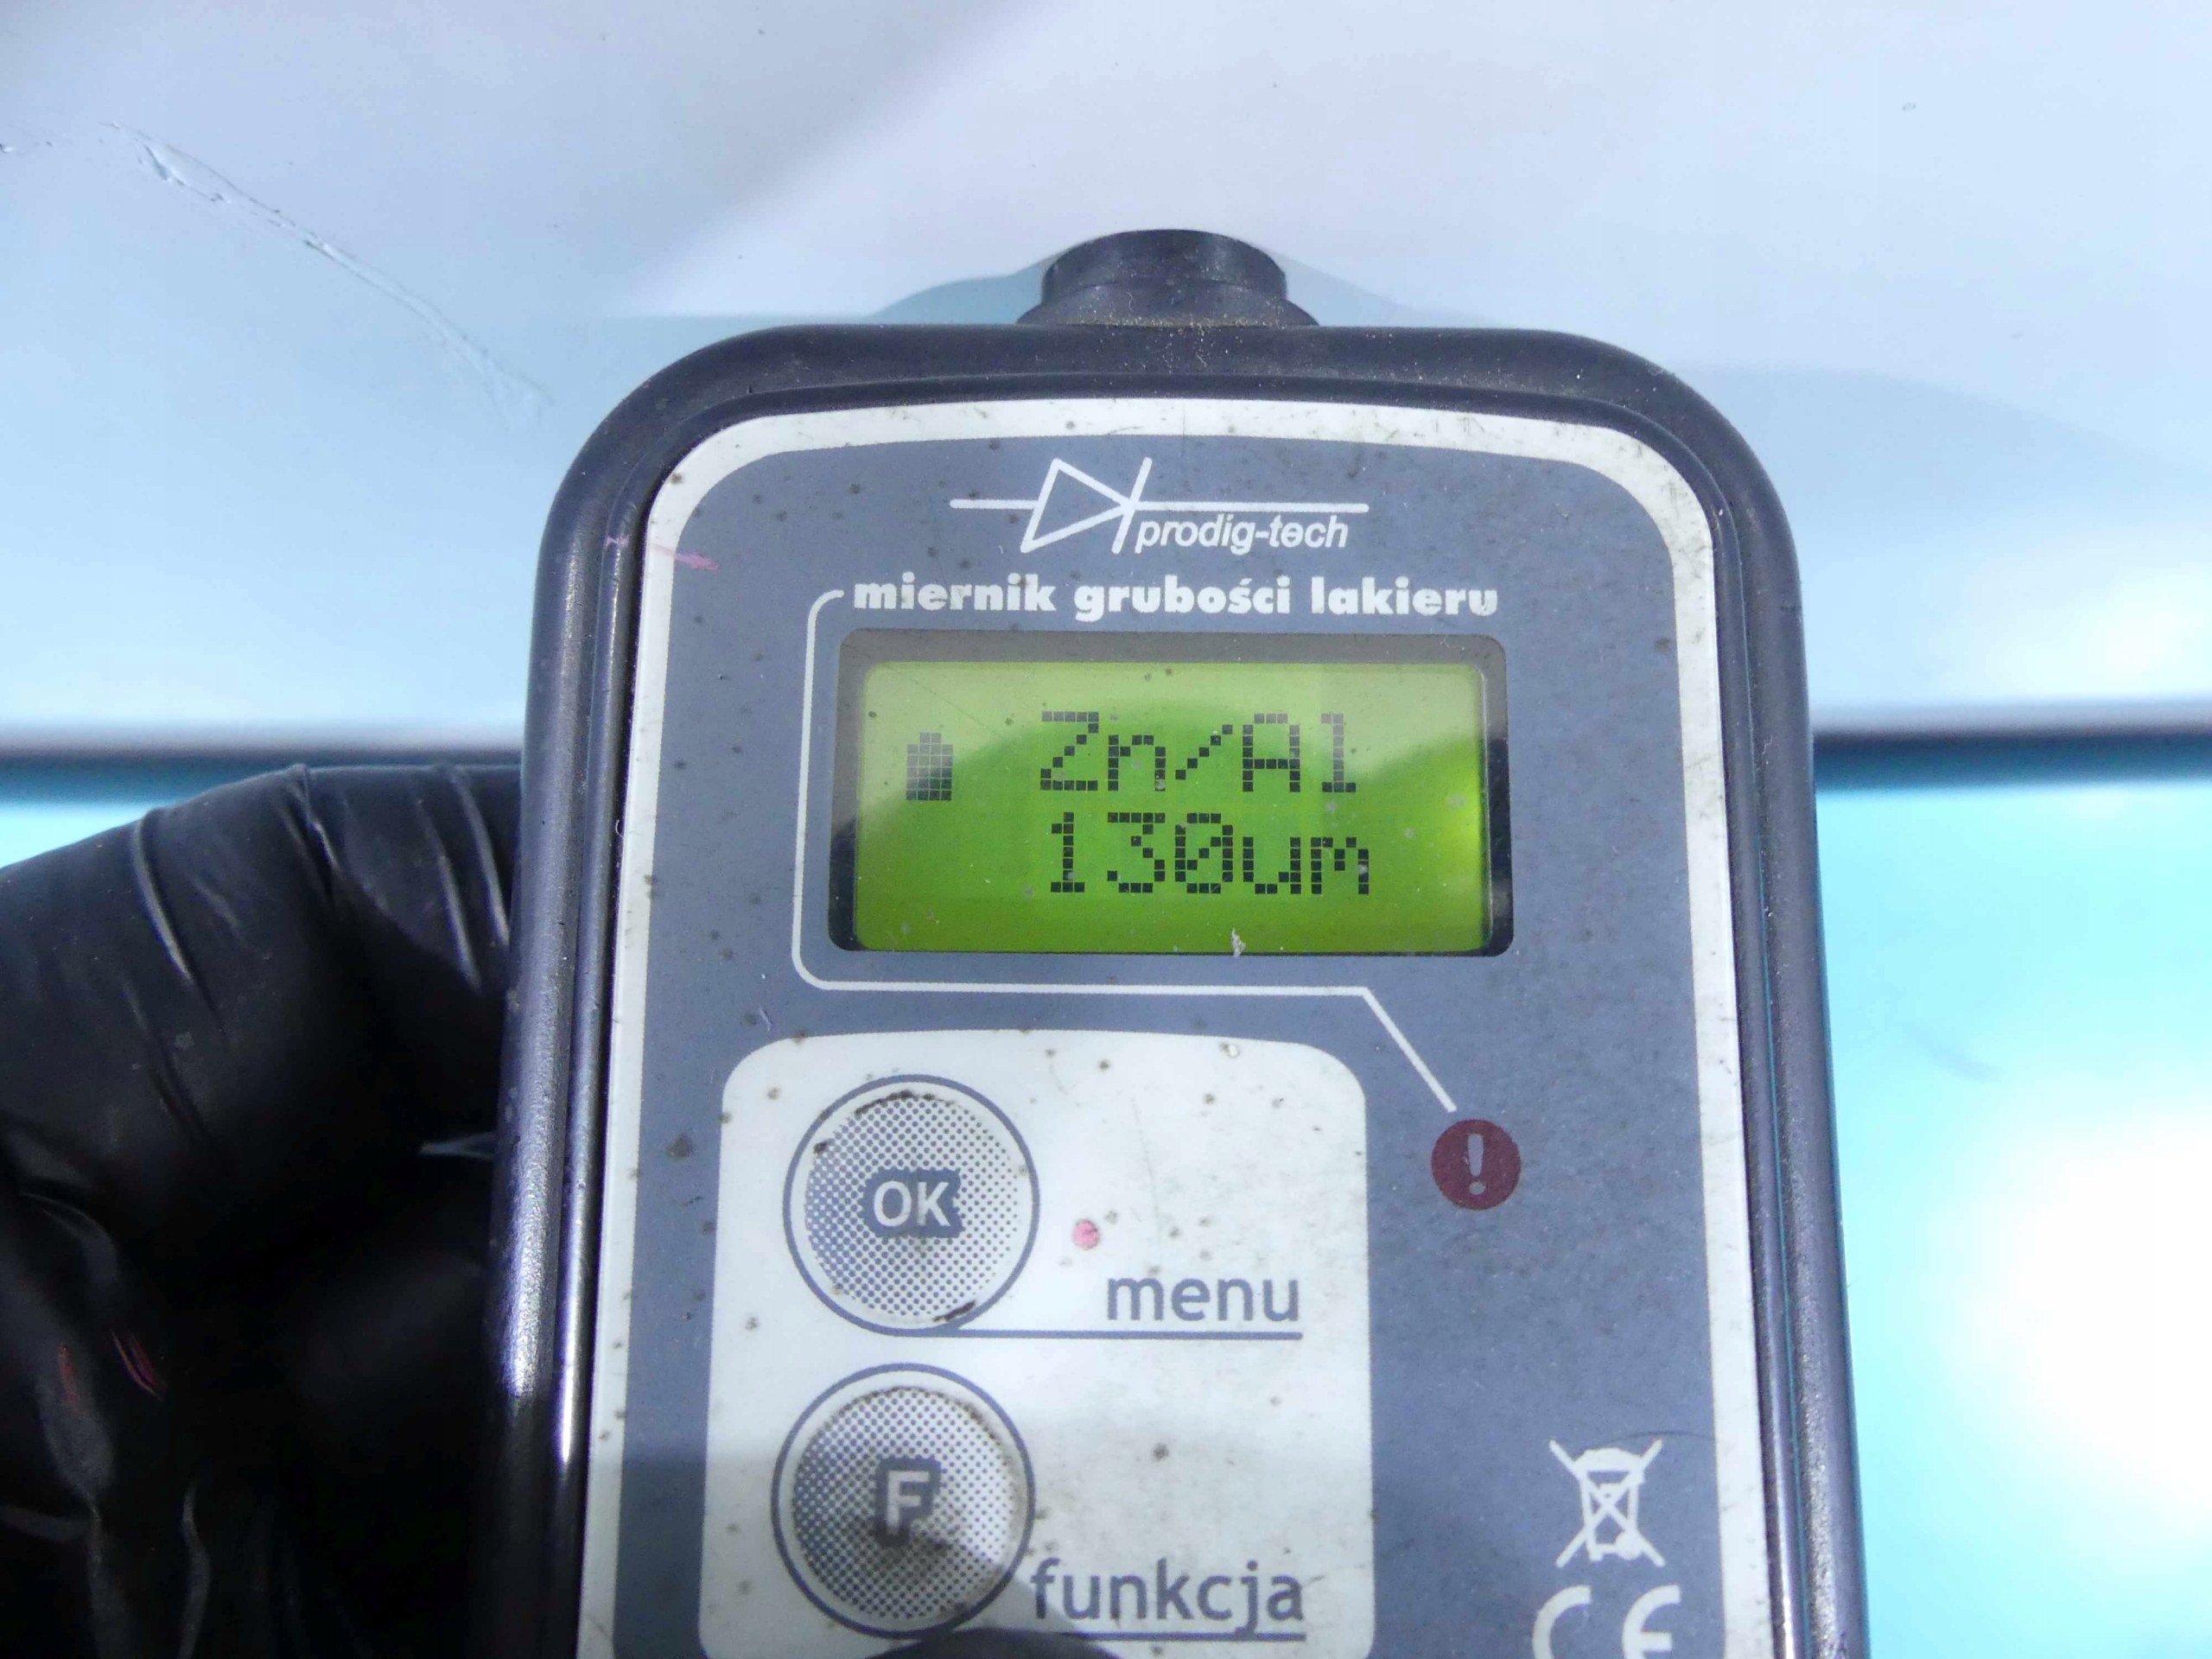 prodig-tech
miernik grubości lakieru
Zn/Al
130um
OK
menu
!
F
funkcja
CE